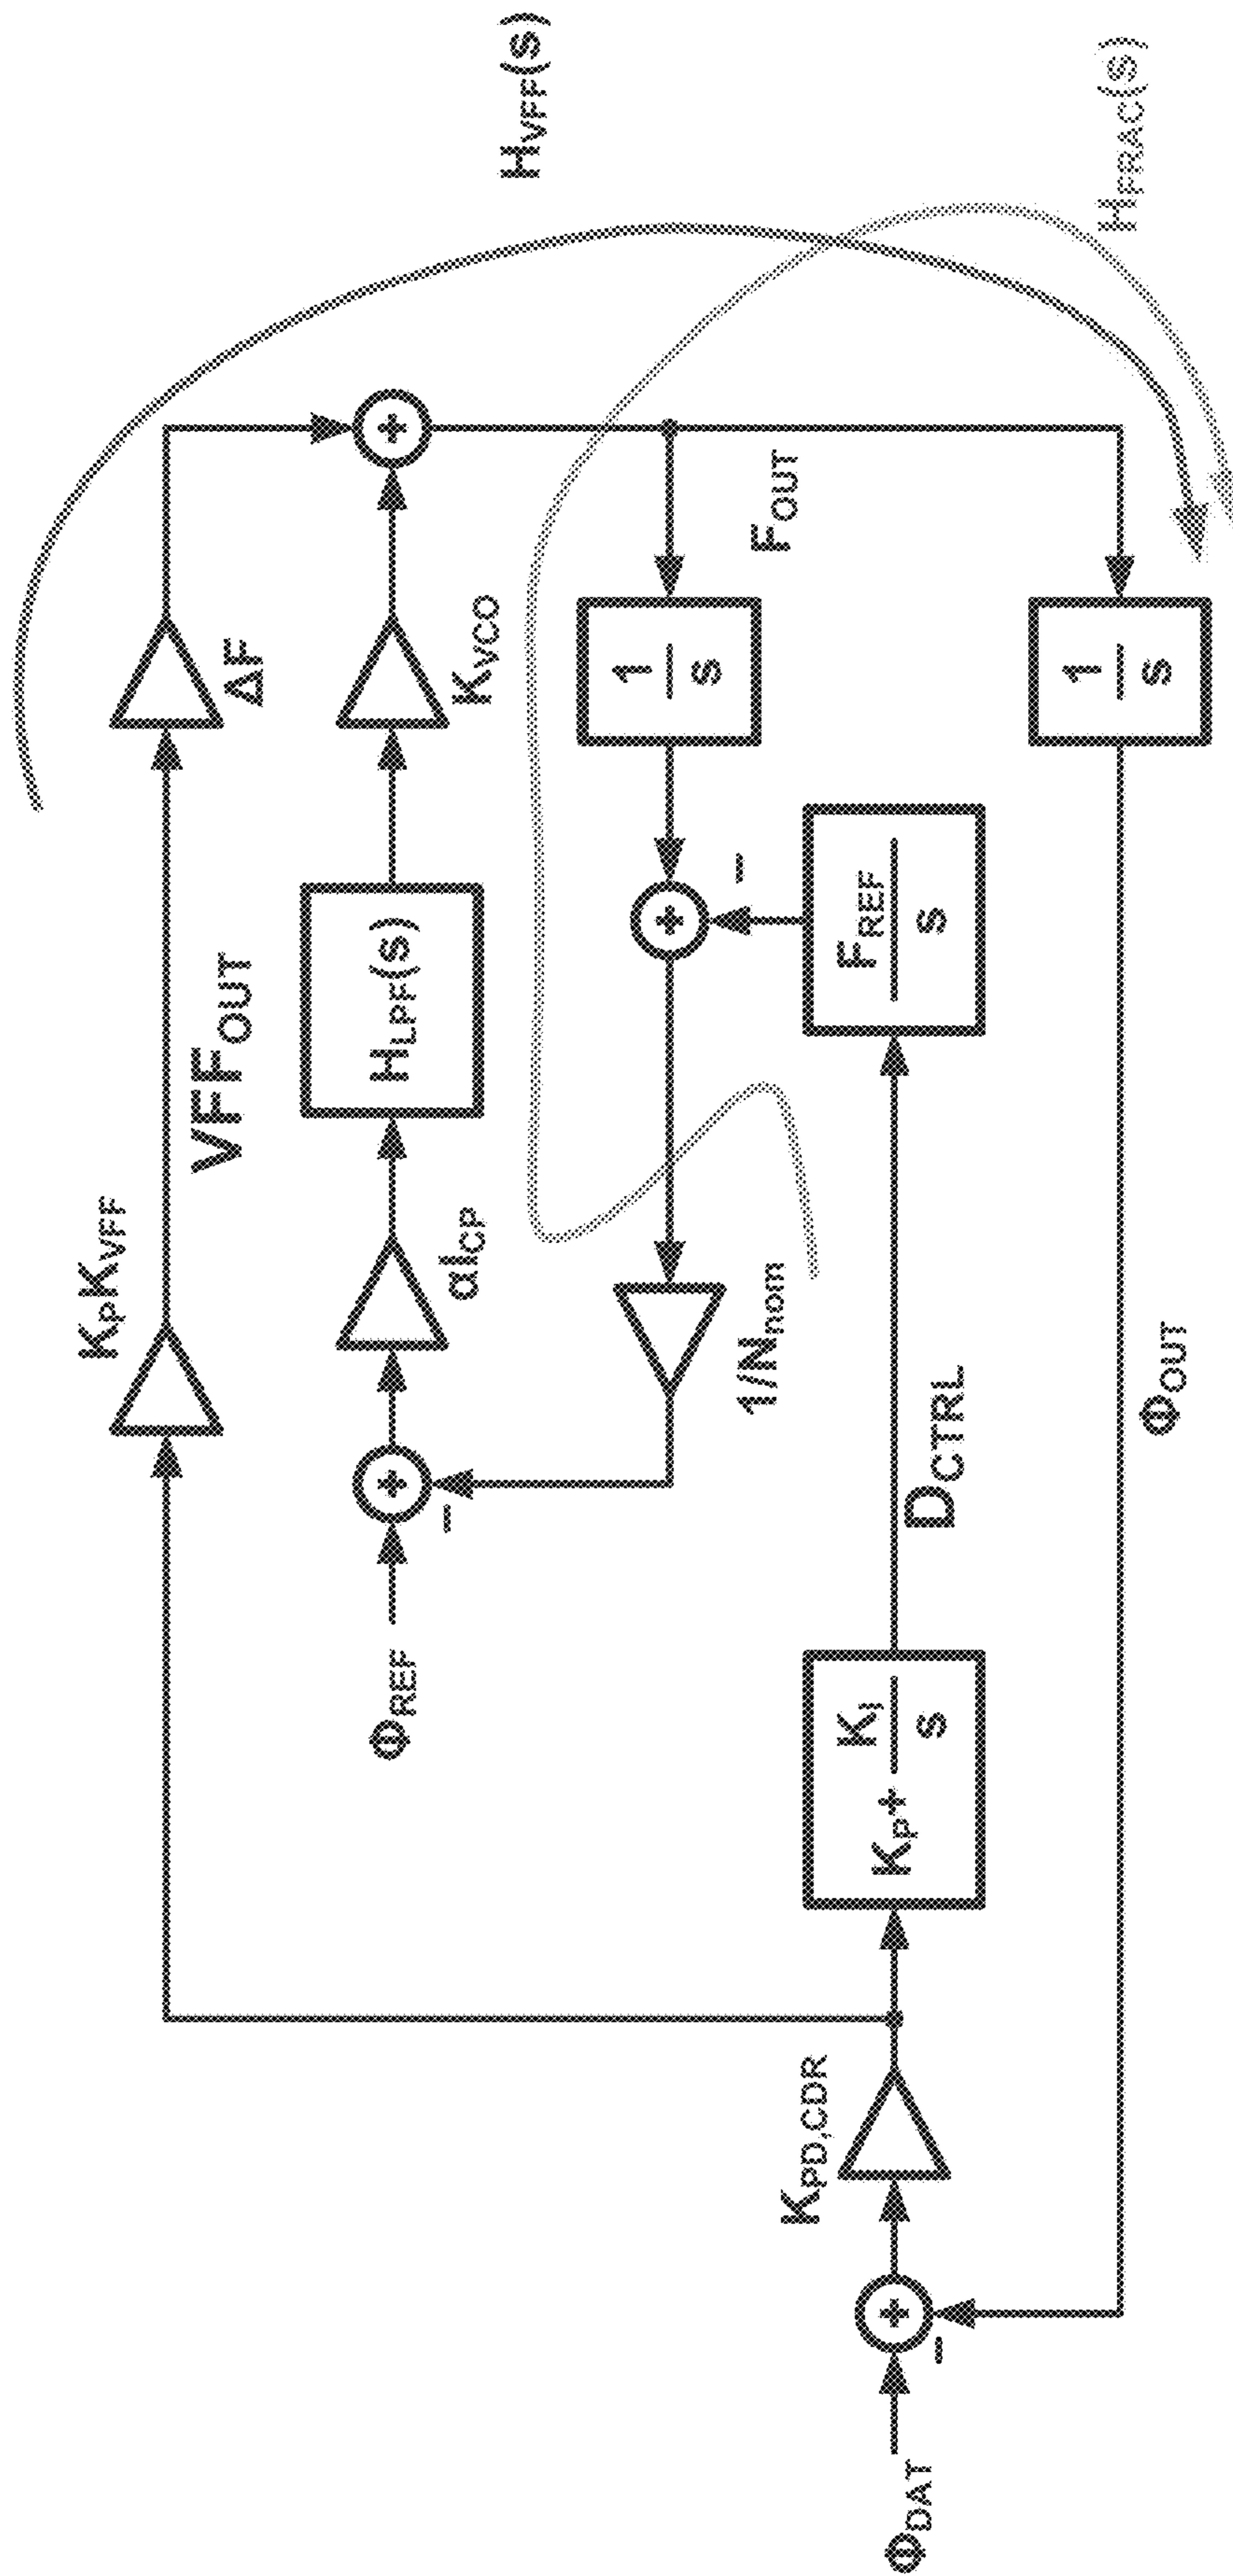 H_VFF(s)
K_PK_VFF
VFF_OUT
ΔF
Φ_REF
+
-
αI_CP
H_LPF(s)
K_VCO
+
1/N_nom
+
-
1
s
F_OUT
Φ_DAT
+
-
K_PD,CDR
K_P+ K_I
s
D_CTRL
F_REF
s
Φ_OUT
1
s
H_FRAC(s)